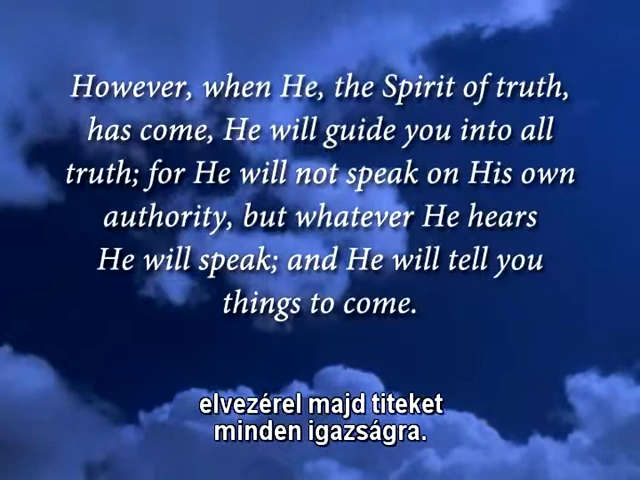 However, when He, the Spirit of truth,
has come, He will guide you into all
truth; for He will not speak on His own
authority, but whatever He hears
He will speak; and He will tell you
things to come.
elvezérel majd titeket
minden igazságra.